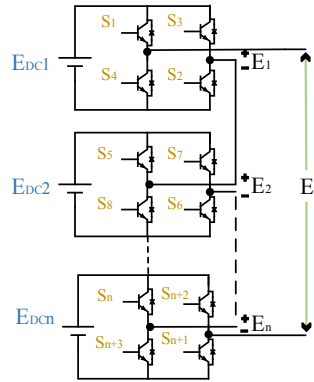 S1 S3
EDC1 + E1 -
S4 S2
S5 S7
EDC2 + E2 -
S8 S6
E
Sn Sn+2
EDCn + En -
Sn+3 Sn+1